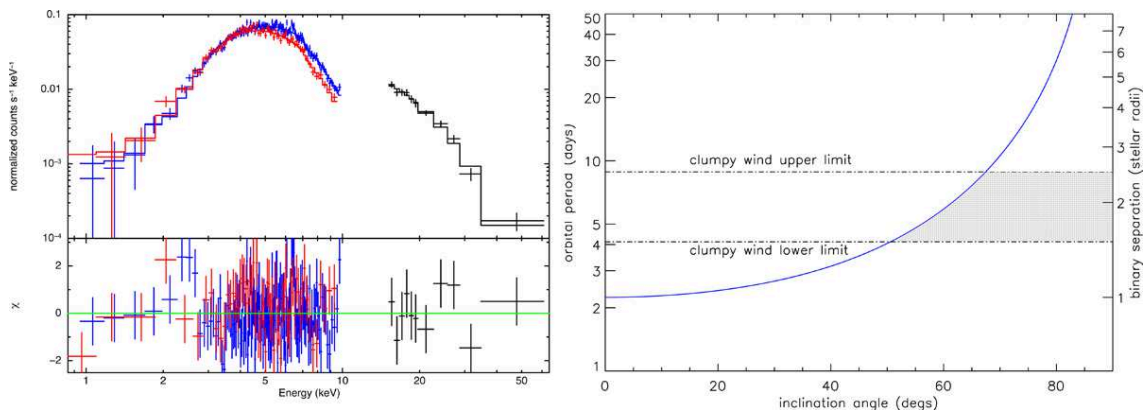 0.1
0.01
10⁻³
10⁻⁴
normalized counts s⁻¹ keV⁻¹
2
0
−2
χ
1 2 5 10 20 50
Energy (keV)
50
40
30
20
10
5
4
3
2
1
orbital period (days)
clumpy wind upper limit
clumpy wind lower limit
7
6
5
4
3
2
1
binary separation (stellar radii)
0 20 40 60 80
inclination angle (degs)